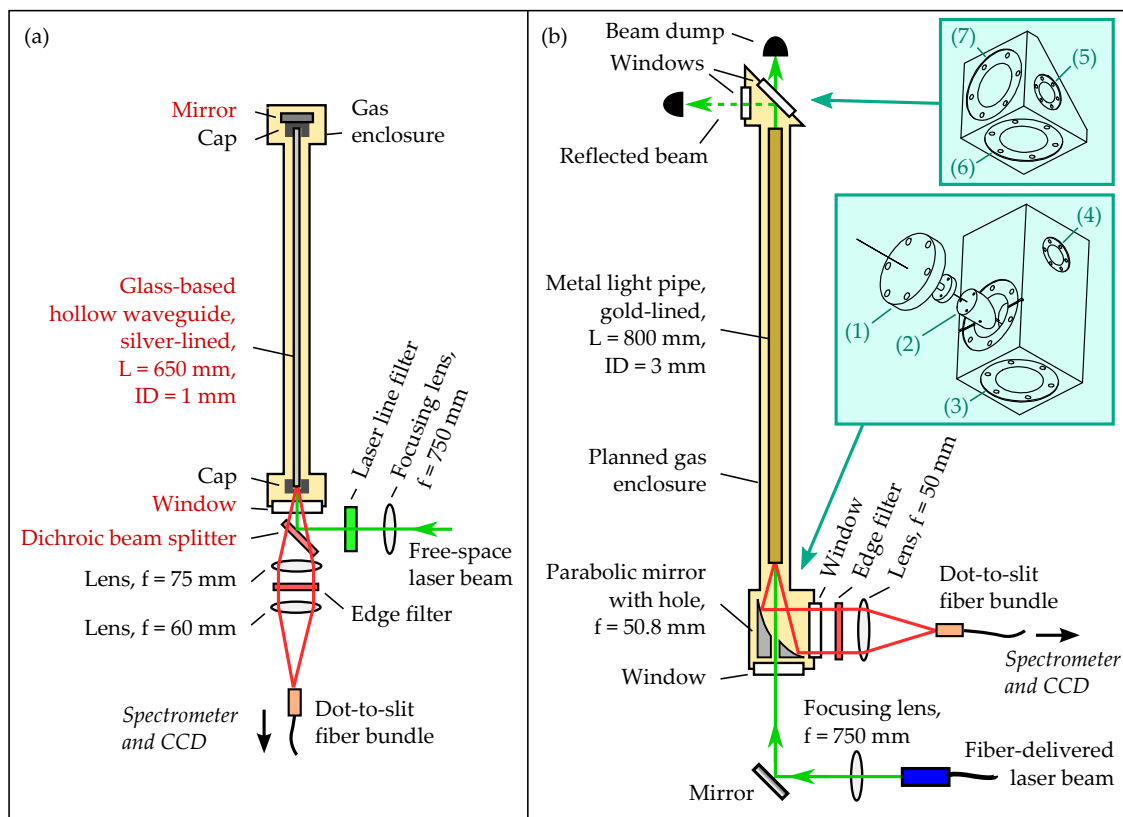 (a)
Mirror
Cap
Gas
enclosure
Glass-based
hollow waveguide,
silver-lined,
L = 650 mm,
ID = 1 mm
Laser line filter
Focusing lens,
f = 750 mm
Cap
Window
Dichroic beam splitter
Free-space
laser beam
Lens, f = 75 mm
Edge filter
Lens, f = 60 mm
Spectrometer
and CCD
Dot-to-slit
fiber bundle
(b)
Beam dump
Windows
Reflected beam
(7)
(5)
(6)
Metal light pipe,
gold-lined,
L = 800 mm,
ID = 3 mm
(4)
(1)
(2)
(3)
Planned gas
enclosure
Window
Edge filter
Lens, f = 50 mm
Parabolic mirror
with hole,
f = 50.8 mm
Dot-to-slit
fiber bundle
Spectrometer
and CCD
Window
Focusing lens,
f = 750 mm
Fiber-delivered
laser beam
Mirror